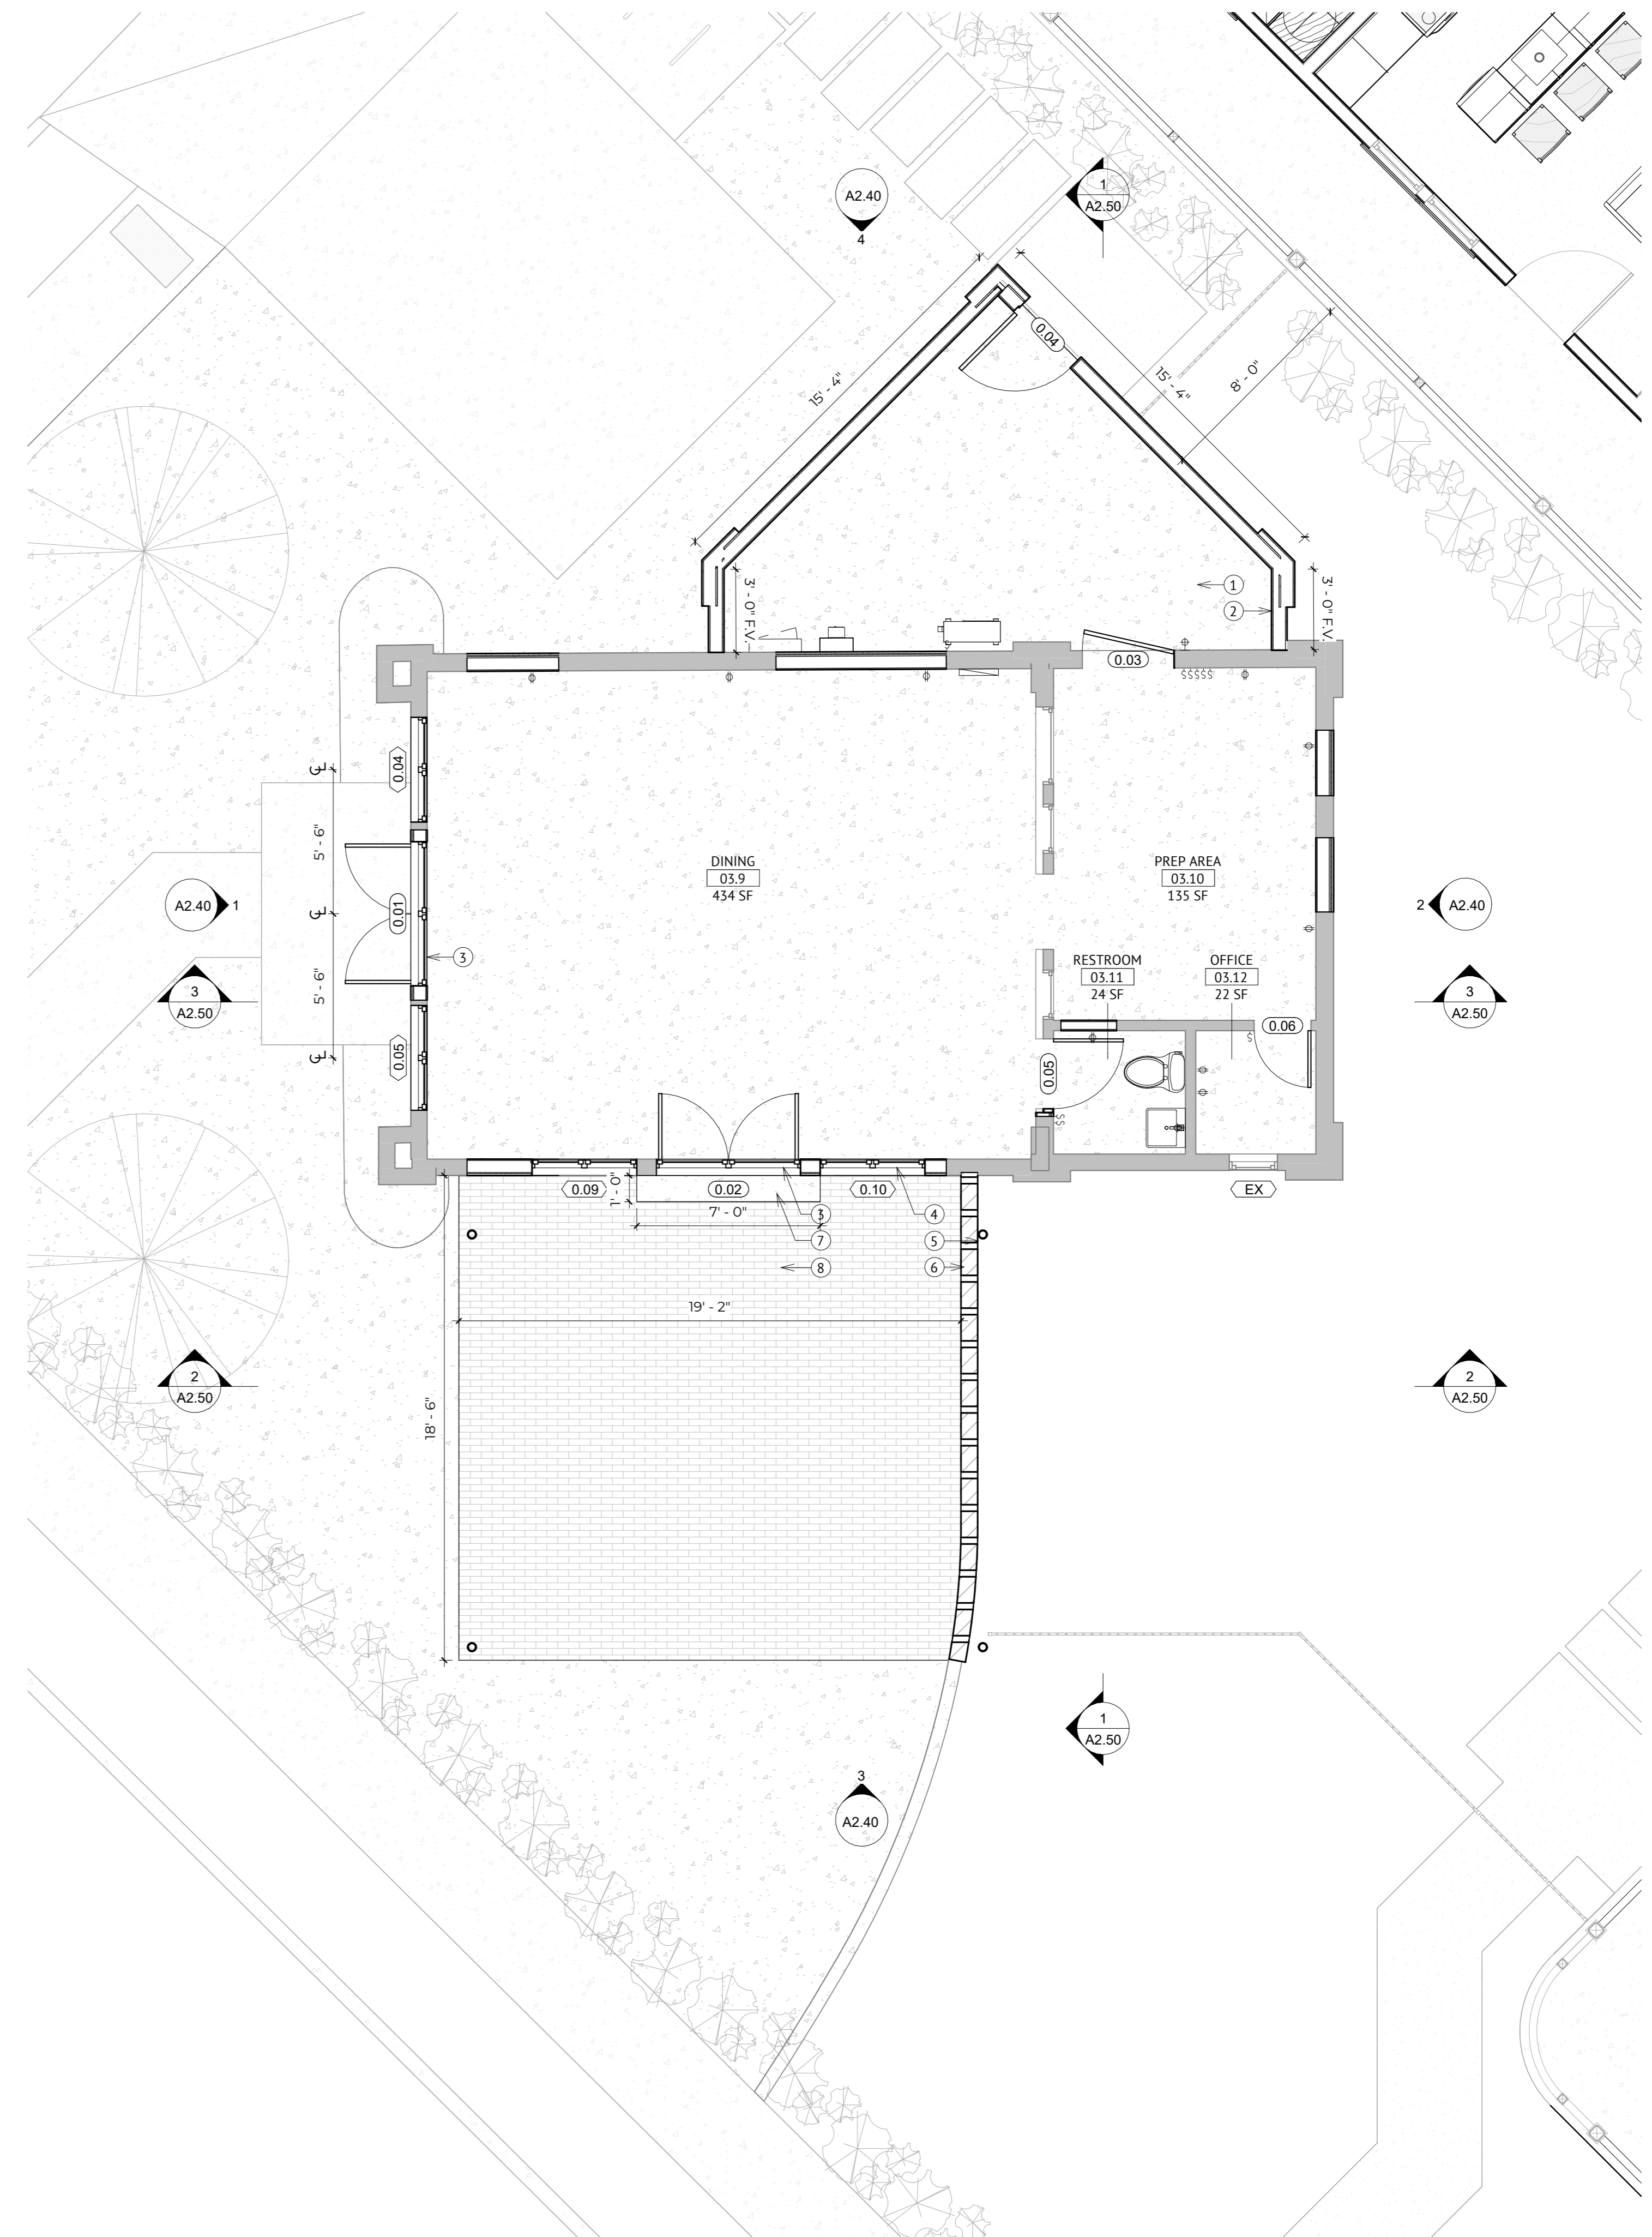 A2.40
4
1
A2.50
0.04
15' - 4"
15' - 4"
8' - 0"
1
2
3' - 0" F.V.
3' - 0" F.V.
0.03
SSSSS
0.04
5' - 6"
DINING
03.9
434 SF
PREP AREA
03.10
135 SF
A2.40
1
0.01
2
A2.40
3
5' - 6"
RESTROOM
03.11
24 SF
OFFICE
03.12
22 SF
3
A2.50
3
A2.50
0.06
S
0.05
0.05
SS
0.09
1' - 0"
0.02
0.10
EX
7' - 0"
3
4
7
5
8
6
19' - 2"
2
A2.50
2
A2.50
18' - 6"
1
A2.50
3
A2.40